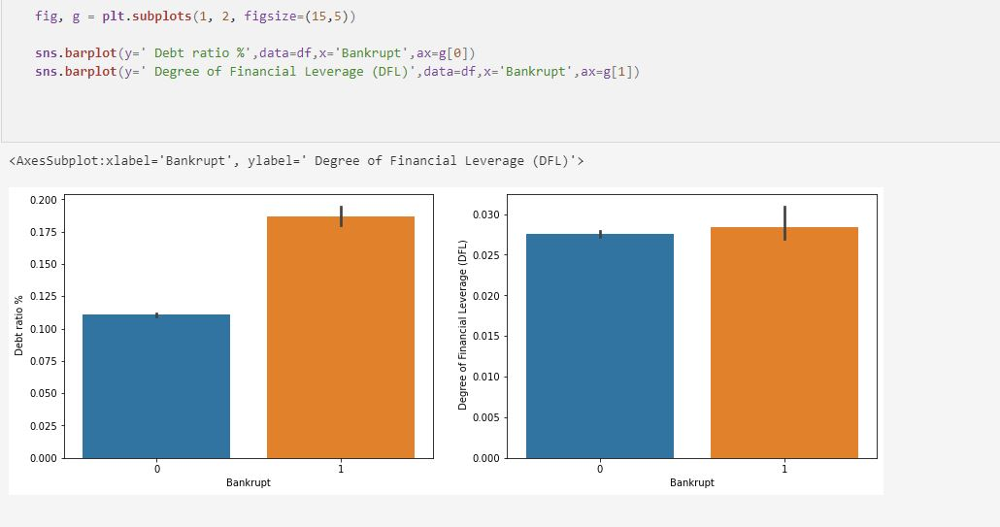 fig, g = plt.subplots(1, 2, figsize=(15,5))
sns.barplot(y=' Debt ratio %',data=df,x='Bankrupt',ax=g[0])
sns.barplot(y=' Degree of Financial Leverage (DFL)',data=df,x='Bankrupt',ax=g[1])
<AxesSubplot:xlabel='Bankrupt', ylabel=' Degree of Financial Leverage (DFL)'>
Debt ratio %
0.200
0.175
0.150
0.125
0.100
0.075
0.050
0.025
0.000
0 1
Bankrupt
Degree of Financial Leverage (DFL)
0.030
0.025
0.020
0.015
0.010
0.005
0.000
0 1
Bankrupt